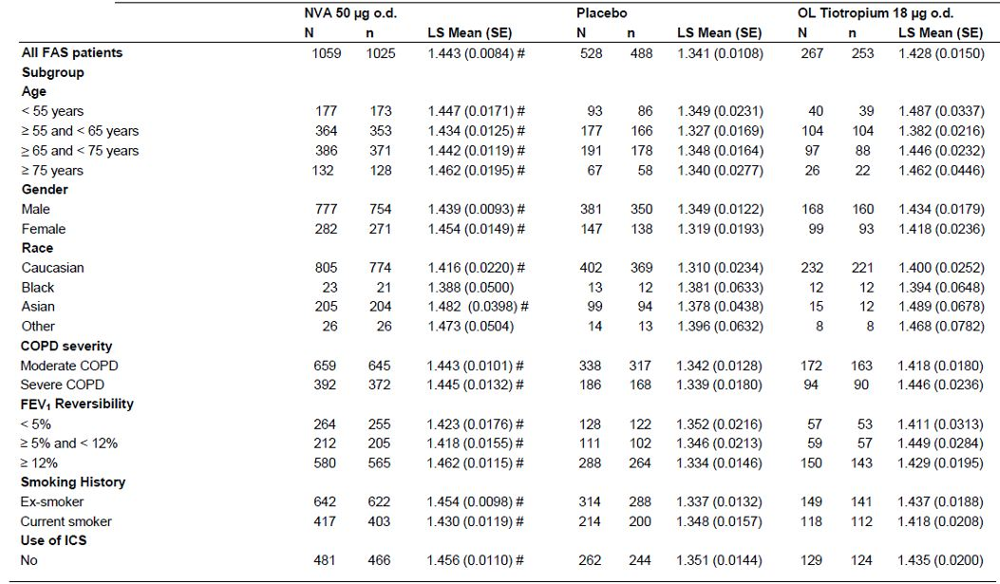 NVA 50 µg o.d. Placebo OL Tiotropium 18 µg o.d.
N n LS Mean (SE) N n LS Mean (SE) N n LS Mean (SE)
All FAS patients 1059 1025 1.443 (0.0084) # 528 488 1.341 (0.0108) 267 253 1.428 (0.0150)
Subgroup
Age
< 55 years 177 173 1.447 (0.0171) # 93 86 1.349 (0.0231) 40 39 1.487 (0.0337)
≥ 55 and < 65 years 364 353 1.434 (0.0125) # 177 166 1.327 (0.0169) 104 104 1.382 (0.0216)
≥ 65 and < 75 years 386 371 1.442 (0.0119) # 191 178 1.348 (0.0164) 97 88 1.446 (0.0232)
≥ 75 years 132 128 1.462 (0.0195) # 67 58 1.340 (0.0277) 26 22 1.462 (0.0446)
Gender
Male 777 754 1.439 (0.0093) # 381 350 1.349 (0.0122) 168 160 1.434 (0.0179)
Female 282 271 1.454 (0.0149) # 147 138 1.319 (0.0193) 99 93 1.418 (0.0236)
Race
Caucasian 805 774 1.416 (0.0220) # 402 369 1.310 (0.0234) 232 221 1.400 (0.0252)
Black 23 21 1.388 (0.0500) 13 12 1.381 (0.0633) 12 12 1.394 (0.0648)
Asian 205 204 1.482 (0.0398) # 99 94 1.378 (0.0438) 15 12 1.489 (0.0678)
Other 26 26 1.473 (0.0504) 14 13 1.396 (0.0632) 8 8 1.468 (0.0782)
COPD severity
Moderate COPD 659 645 1.443 (0.0101) # 338 317 1.342 (0.0128) 172 163 1.418 (0.0180)
Severe COPD 392 372 1.445 (0.0132) # 186 168 1.339 (0.0180) 94 90 1.446 (0.0236)
FEV₁ Reversibility
< 5% 264 255 1.423 (0.0176) # 128 122 1.352 (0.0216) 57 53 1.411 (0.0313)
≥ 5% and < 12% 212 205 1.418 (0.0155) # 111 102 1.346 (0.0213) 59 57 1.449 (0.0284)
≥ 12% 580 565 1.462 (0.0115) # 288 264 1.334 (0.0146) 150 143 1.429 (0.0195)
Smoking History
Ex-smoker 642 622 1.454 (0.0098) # 314 288 1.337 (0.0132) 149 141 1.437 (0.0188)
Current smoker 417 403 1.430 (0.0119) # 214 200 1.348 (0.0157) 118 112 1.418 (0.0208)
Use of ICS
No 481 466 1.456 (0.0110) # 262 244 1.351 (0.0144) 129 124 1.435 (0.0200)